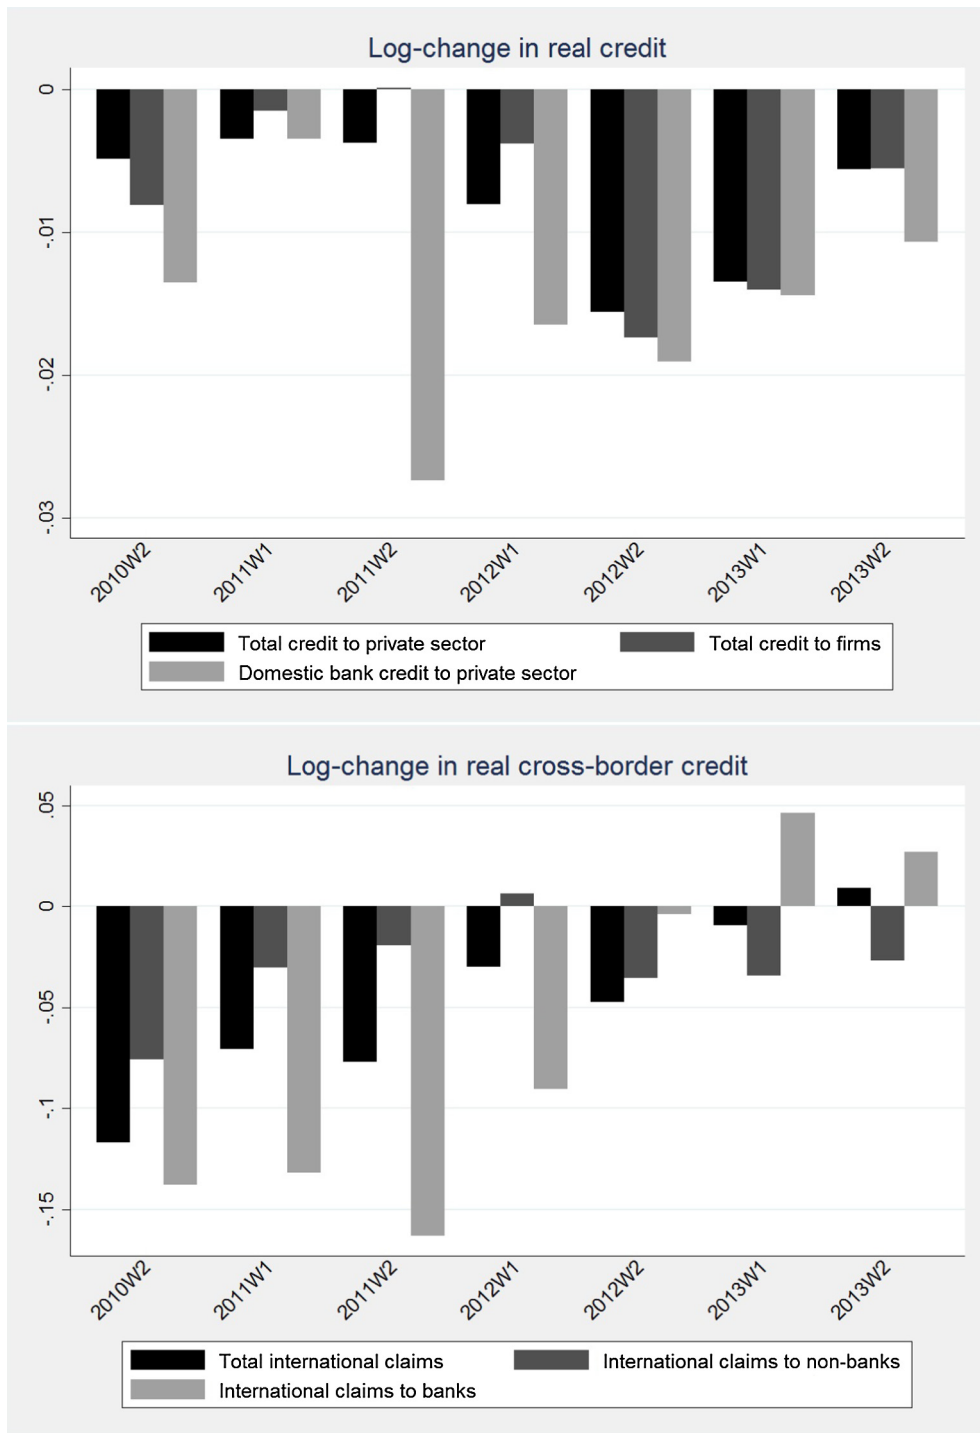 Log-change in real credit
0
-.01
-.02
-.03
2010W2 2011W1 2011W2 2012W1 2012W2 2013W1 2013W2
Total credit to private sector Total credit to firms
Domestic bank credit to private sector
Log-change in real cross-border credit
.05
0
-.05
-.1
-.15
2010W2 2011W1 2011W2 2012W1 2012W2 2013W1 2013W2
Total international claims International claims to non-banks
International claims to banks